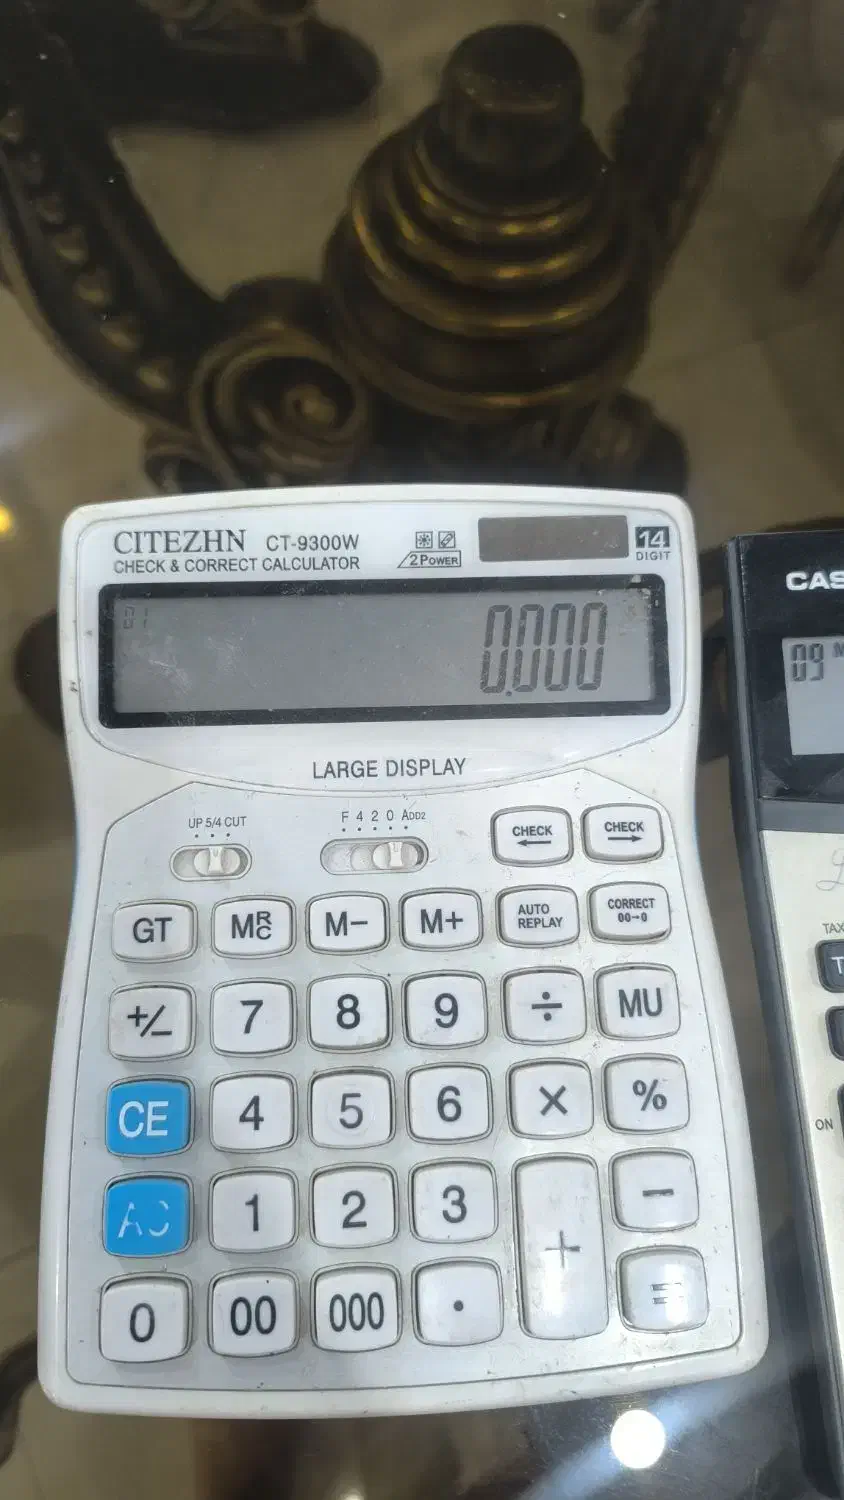 CITEZHN CT-9300W
CHECK & CORRECT CALCULATOR
2 POWER
14
DIGIT
01
0.000
LARGE DISPLAY
UP 5/4 CUT
F 4 2 0 ADD2
CHECK
CHECK
GT
MRC
M−
M+
AUTO
REPLAY
CORRECT
00→0
+/−
7
8
9
÷
MU
CE
4
5
6
×
%
AC
1
2
3
+
−
0
00
000
.
=
CAS
09 M
TAX
T
ON